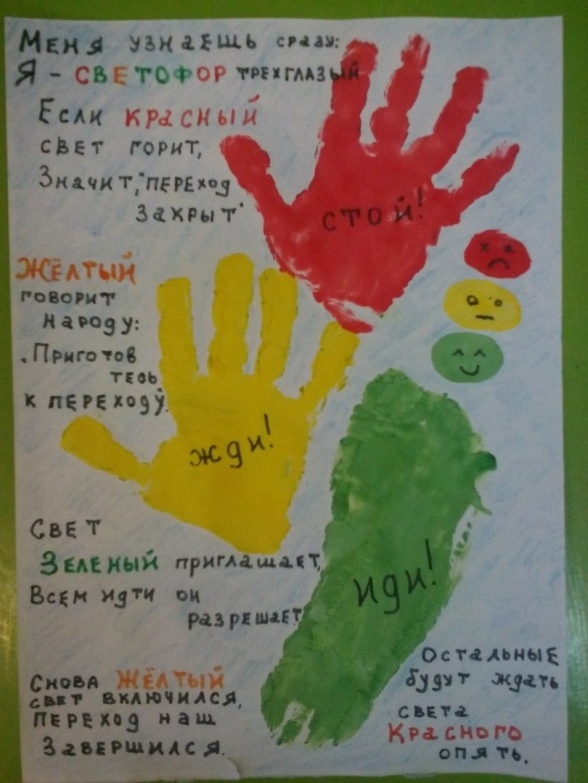 Меня узнаешь сразу:
Я - СВЕТОФОР ТРЕХГЛАЗЫЙ
Если КРАСНЫЙ
СВЕТ ГОРИТ,
Значит,"ПЕРЕХОД
ЗАКРЫТ"
СТОЙ!
ЖЁЛТЫЙ
ГОВОРИТ
Народу:
"Приготов
тесь
к ПЕРЕХОДУ"
жди!
СВЕТ
ЗЕЛЕНЫЙ приглашает,
Всем идти он
разрешает
иди!
Снова ЖЁЛТЫЙ
СВЕТ ВКЛЮЧИЛСЯ,
ПЕРЕХОД НАШ
ЗАВЕРШИЛСЯ.
ОСТАЛЬНЫЕ
будут ждать
СВЕТА
КРАСНОГО
ОПЯТЬ.